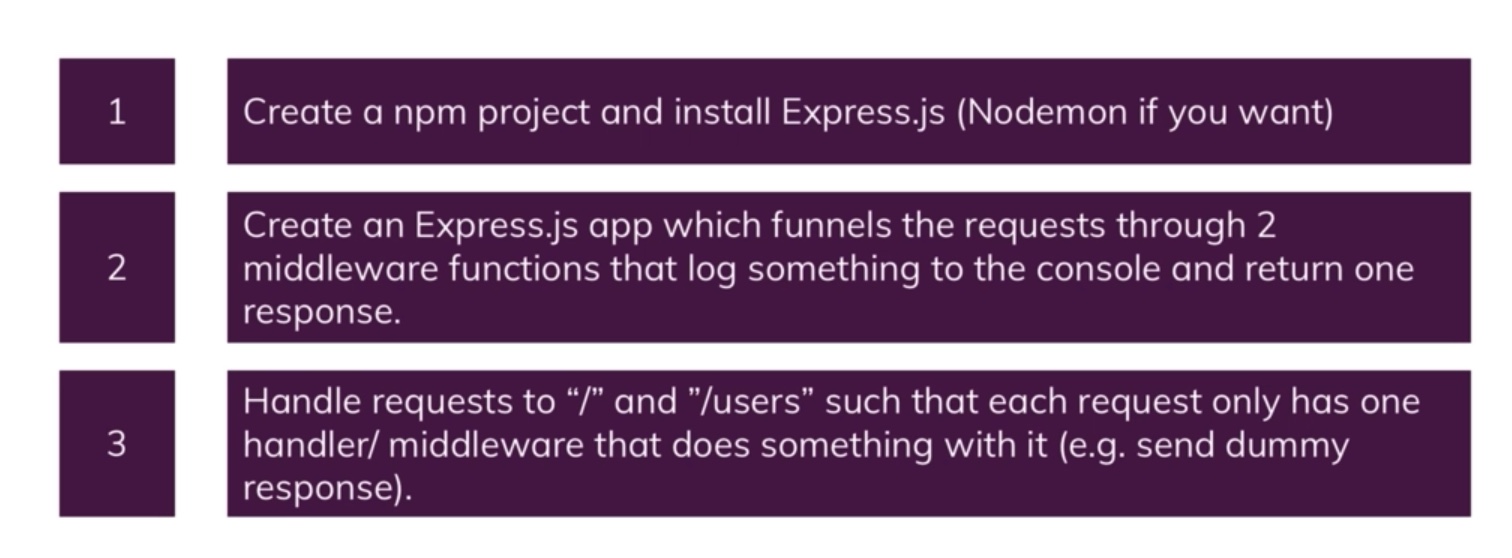 1
Create a npm project and install Express.js (Nodemon if you want)
2
Create an Express.js app which funnels the requests through 2
middleware functions that log something to the console and return one
response.
3
Handle requests to “/” and ”/users” such that each request only has one
handler/ middleware that does something with it (e.g. send dummy
response).